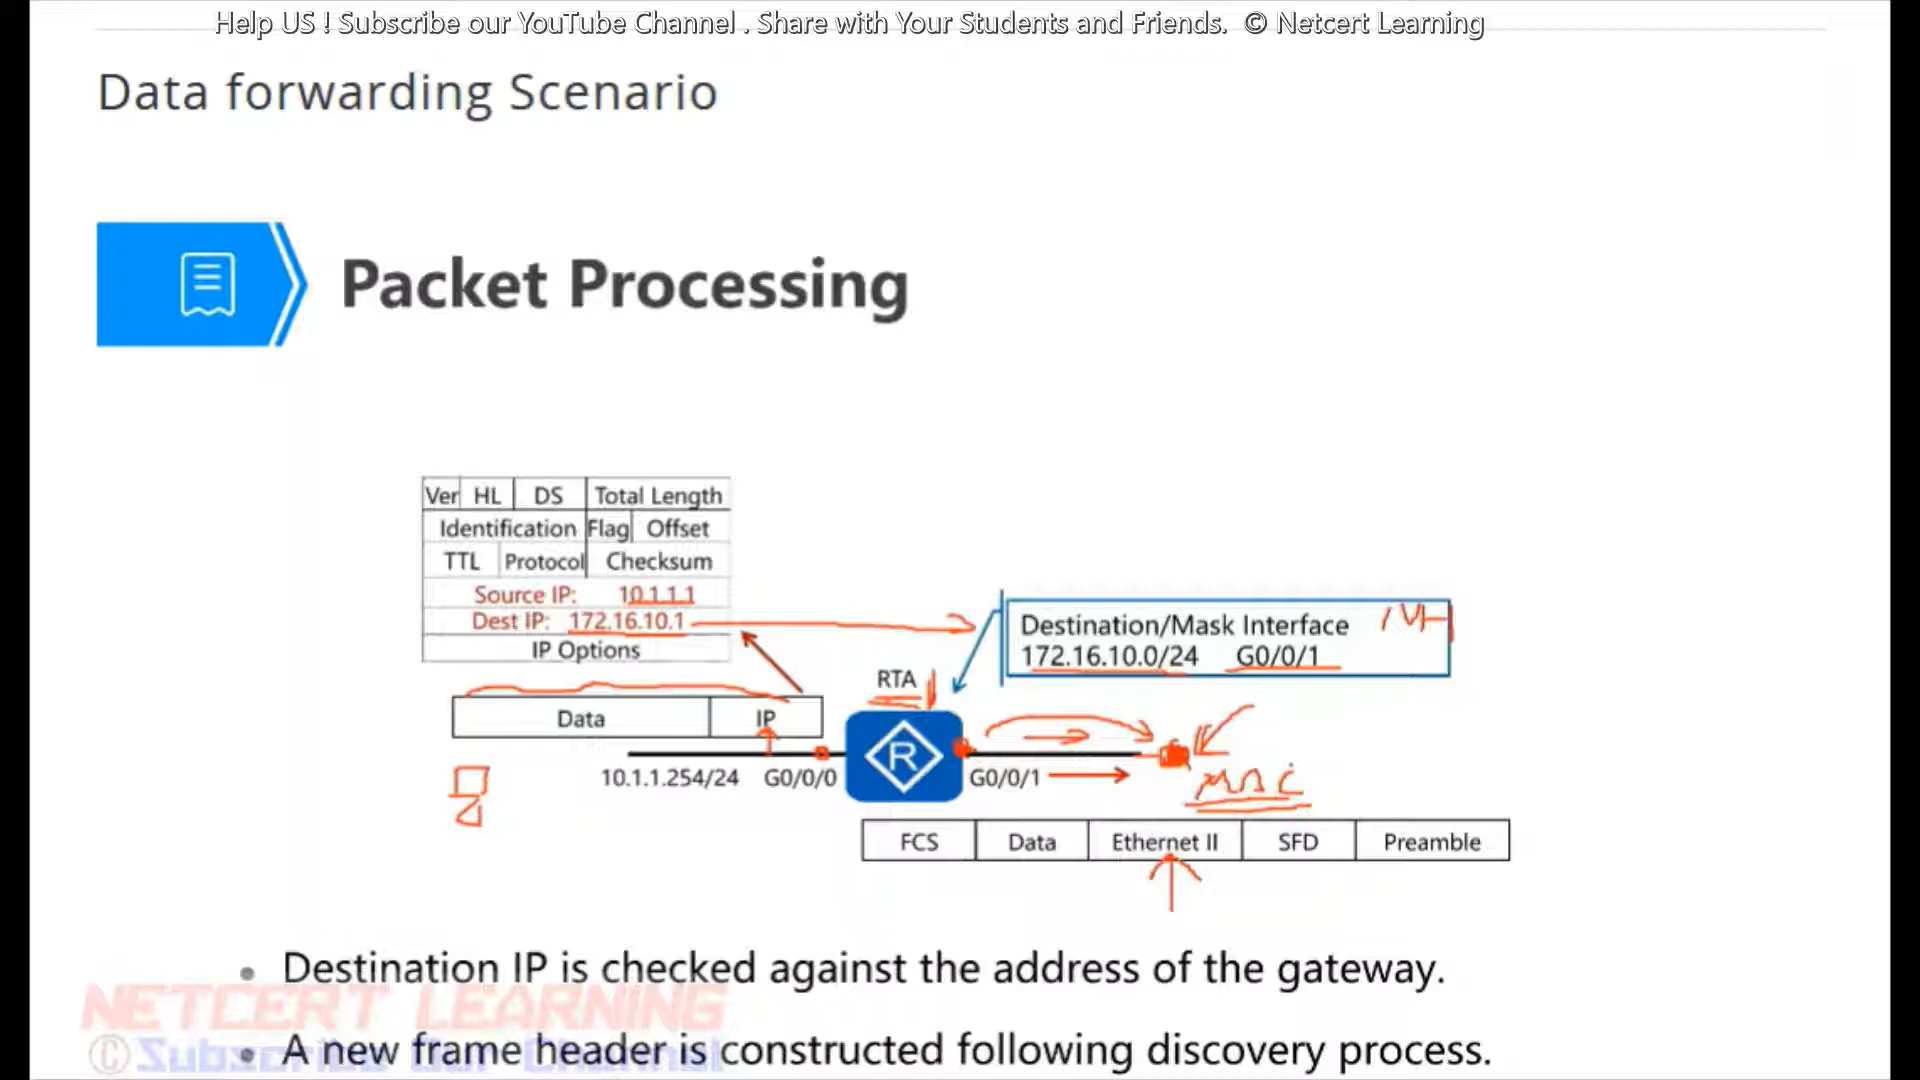 Help US ! Subscribe our YouTube Channel . Share with Your Students and Friends. © Netcert Learning
Data forwarding Scenario
Packet Processing
Ver HL DS Total Length
Identification Flag Offset
TTL Protocol Checksum
Source IP: 10.1.1.1
Dest IP: 172.16.10.1
IP Options
Destination/Mask Interface NH
172.16.10.0/24 G0/0/1
RTA
Data IP
R
10.1.1.254/24 G0/0/0
G0/0/1
MAC
FCS Data Ethernet II SFD Preamble
• Destination IP is checked against the address of the gateway.
NETCERT LEARNING
• A new frame header is constructed following discovery process.
© Subscribe Our Channel